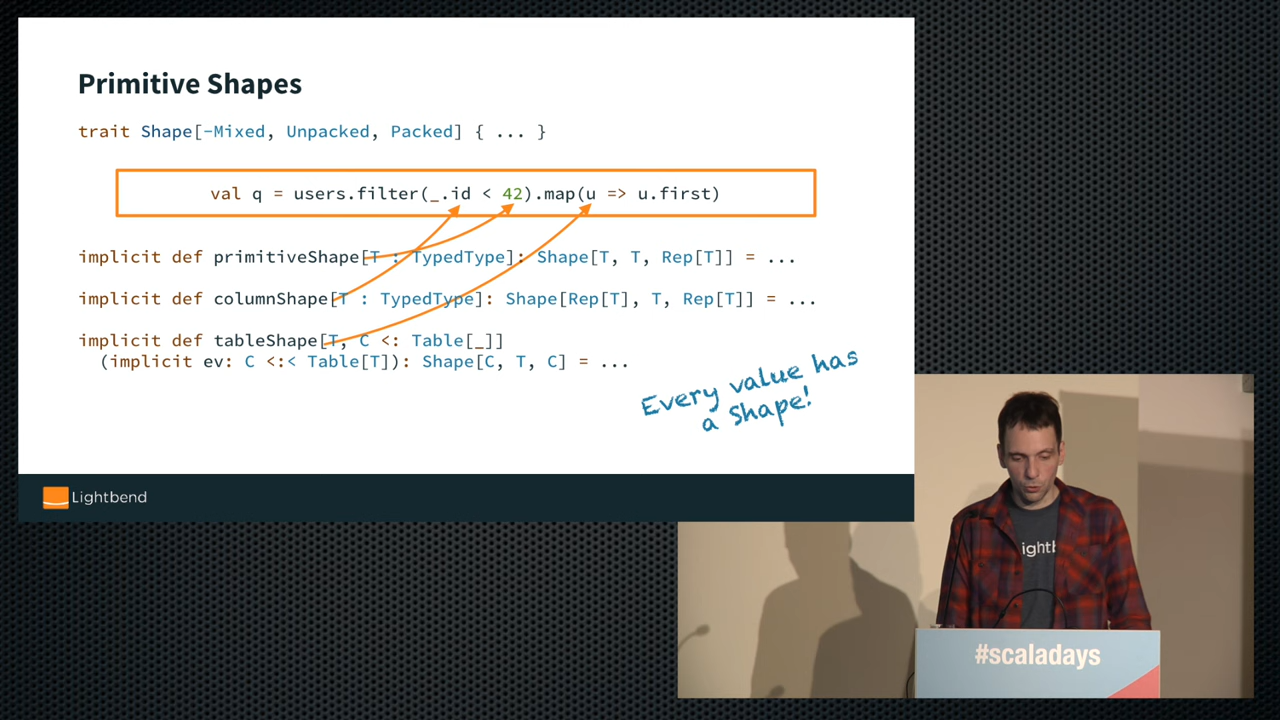 Primitive Shapes
trait Shape[-Mixed, Unpacked, Packed] { ... }
val q = users.filter(_.id < 42).map(u => u.first)
implicit def primitiveShape[T : TypedType]: Shape[T, T, Rep[T]] = ...
implicit def columnShape[T : TypedType]: Shape[Rep[T], T, Rep[T]] = ...
implicit def tableShape[T, C <: Table[_]]
(implicit ev: C <:< Table[T]): Shape[C, T, C] = ...
Every value has
a shape!
Lightbend
ightb
#scaladays